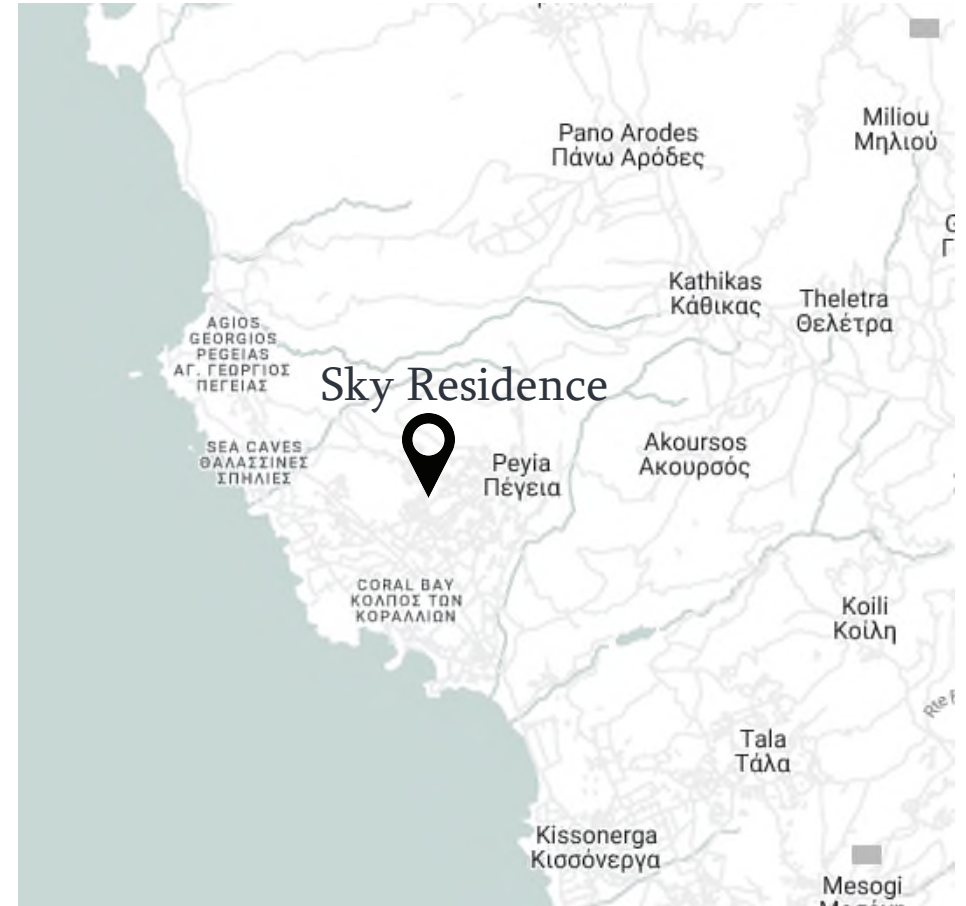 Pano Arodes
Πάνω Αρόδες
Miliou
Μηλιού
Kathikas
Κάθικας
Theletra
Θελέτρα
AGIOS
GEORGIOS
PEGEIAS
ΑΓ. ΓΕΩΡΓΙΟΣ
ΠΕΓΕΙΑΣ
Sky Residence
SEA CAVES
ΘΑΛΑΣΣΙΝΕΣ
ΣΠΗΛΙΕΣ
Peyia
Πέγεια
Akoursos
Ακουρσός
CORAL BAY
ΚΟΛΠΟΣ ΤΩΝ
ΚΟΡΑΛΛΙΩΝ
Koili
Κοίλη
Rte
Tala
Τάλα
Kissonerga
Κισσόνεργα
Mesogi